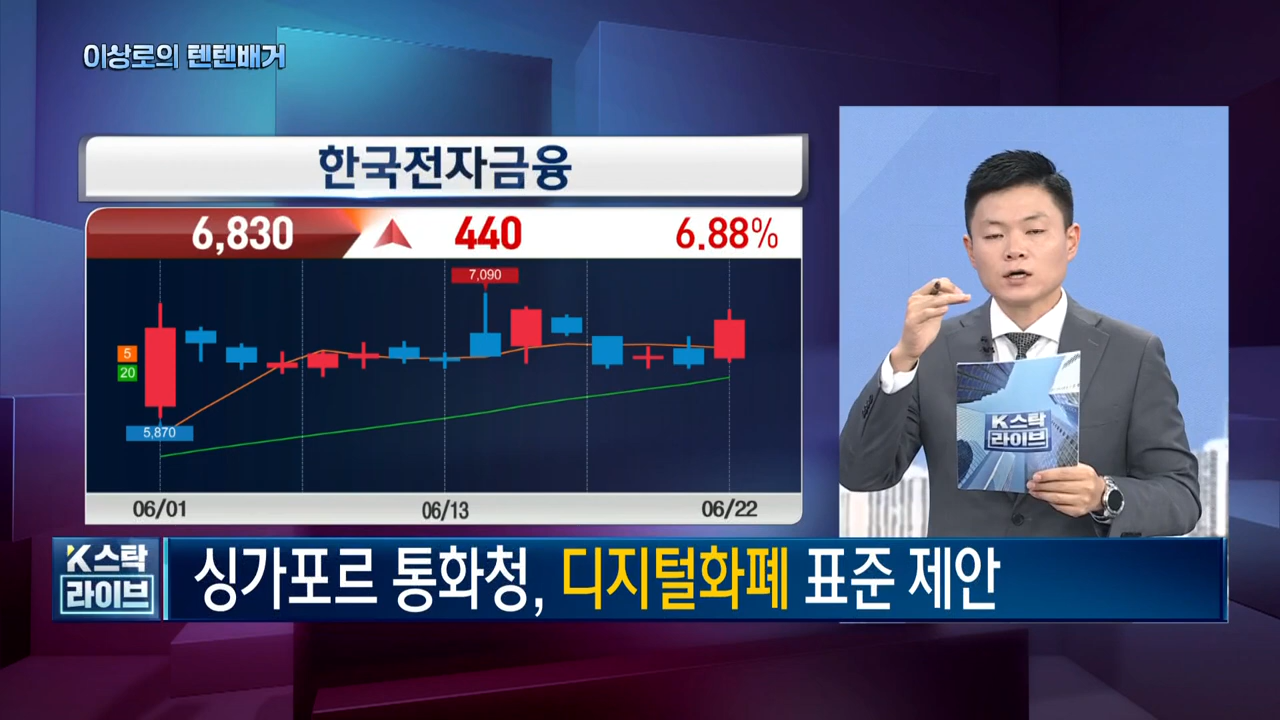 이상로의 텐텐배거
한국전자금융
6,830 440 6.88%
7,090
5
20
5,870
06/01 06/13 06/22
K스탁
라이브
K스탁
라이브
싱가포르 통화청, 디지털화폐 표준 제안